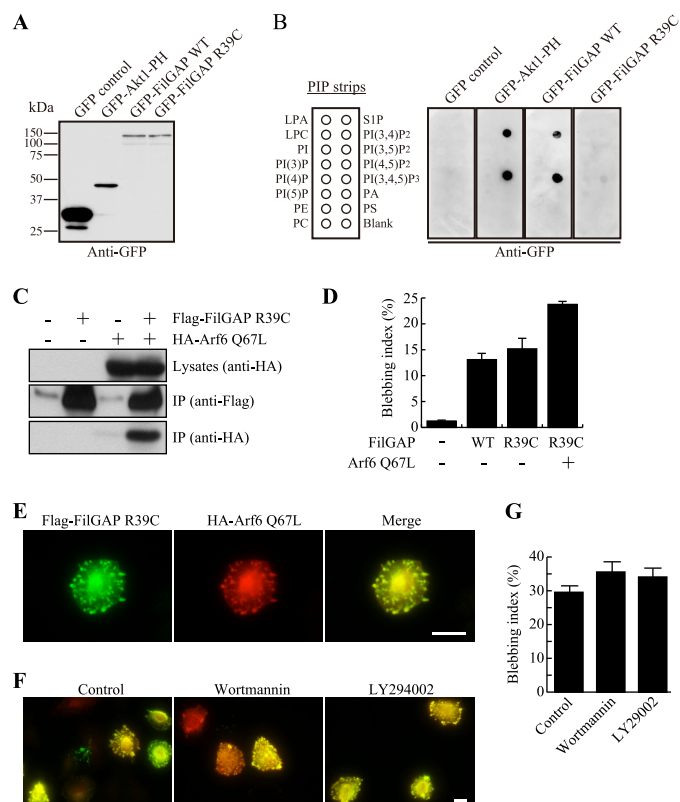 A
GFP control
GFP-Akt1-PH
GFP-FilGAP WT
GFP-FilGAP R39C
kDa
150
100
75
50
37
25
Anti-GFP
B
PIP strips
LPA S1P
LPC PI(3,4)P2
PI PI(3,5)P2
PI(3)P PI(4,5)P2
PI(4)P PI(3,4,5)P3
PI(5)P PA
PE PS
PC Blank
GFP control
GFP-Akt1-PH
GFP-FilGAP WT
GFP-FilGAP R39C
Anti-GFP
C
- + - + Flag-FilGAP R39C
- - + + HA-Arf6 Q67L
Lysates (anti-HA)
IP (anti-Flag)
IP (anti-HA)
D
Blebbing index (%)
25
20
15
10
5
0
FilGAP - WT R39C R39C
Arf6 Q67L - - - +
E
Flag-FilGAP R39C HA-Arf6 Q67L Merge
F
Control Wortmannin LY294002
G
Blebbing index (%)
40
30
20
10
0
Control
Wortmannin
LY29002